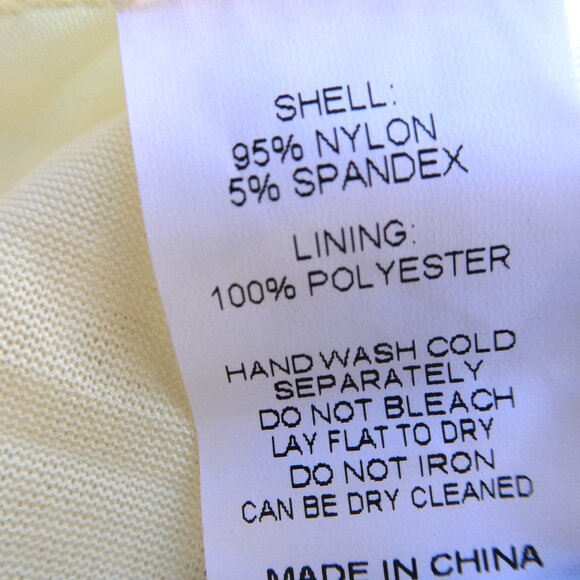 SHELL:
95% NYLON
5% SPANDEX
LINING:
100% POLYESTER
HAND WASH COLD
SEPARATELY
DO NOT BLEACH
LAY FLAT TO DRY
DO NOT IRON
CAN BE DRY CLEANED
MADE IN CHINA